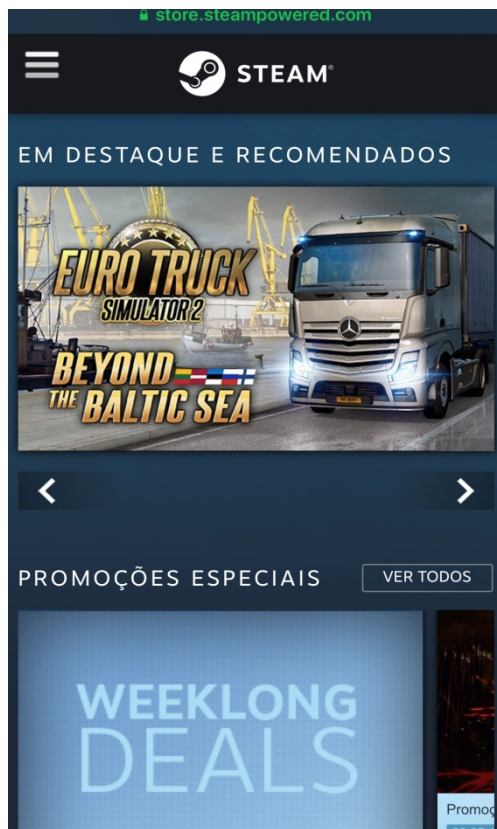 store.steampowered.com
STEAM®
EM DESTAQUE E RECOMENDADOS
EURO TRUCK
SIMULATOR 2
BEYOND
THE BALTIC SEA
PROMOÇÕES ESPECIAIS
VER TODOS
WEEKLONG
DEALS